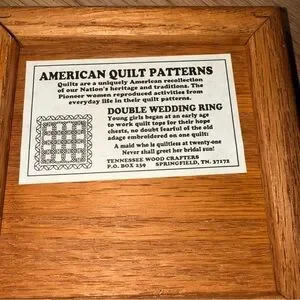 AMERICAN QUILT PATTERNS
Quilts are a uniquely American recollection
of our Nation's heritage and traditions. The
Pioneer women reproduced activities from
everyday life in their quilt patterns.
DOUBLE WEDDING RING
Young girls began at an early age
to work quilt tops for their hope
chests, no doubt fearful of the old
adage embroidered on one quilt:
A maid who is quiltless at twenty-one
Never shall greet her bridal sun!
TENNESSEE WOOD CRAFTERS
P.O. BOX 239 SPRINGFIELD, TN. 37172